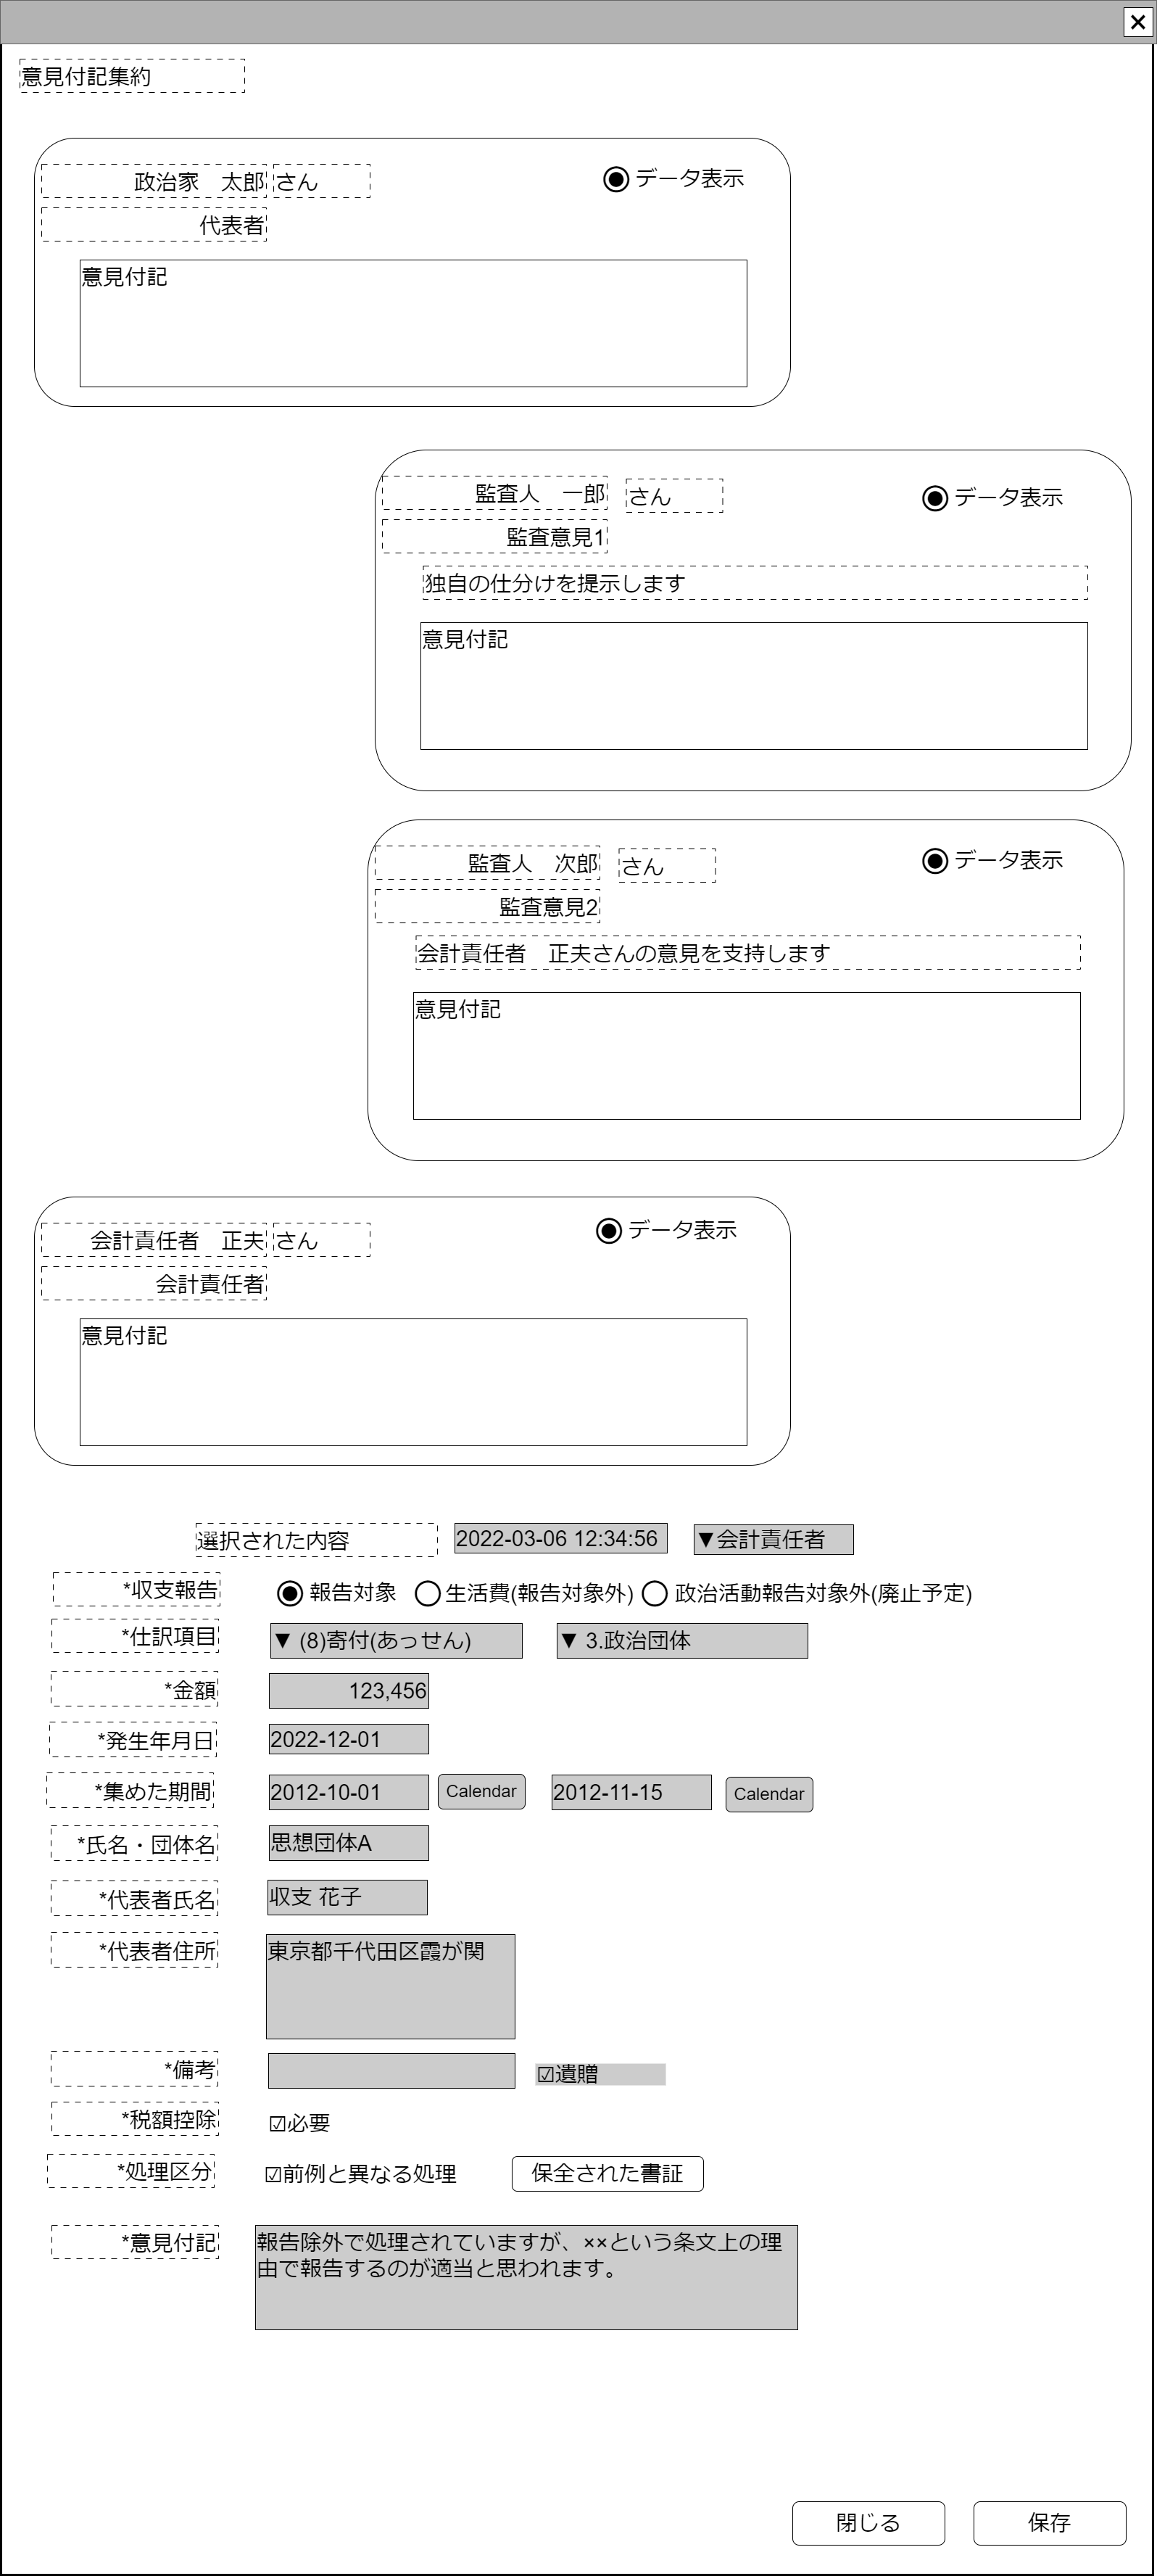 ×
意見付記集約
政治家　太郎 さん ◉データ表示
代表者
意見付記
監査人　一郎 さん ◉データ表示
監査意見1
独自の仕分けを提示します
意見付記
監査人　次郎 さん ◉データ表示
監査意見2
会計責任者　正夫さんの意見を支持します
意見付記
会計責任者　正夫 さん ◉データ表示
会計責任者
意見付記
選択された内容 2022-03-06 12:34:56 ▼会計責任者
*収支報告 ◉報告対象 ○生活費(報告対象外) ○政治活動報告対象外(廃止予定)
*仕訳項目 ▼ (8)寄付(あっせん) ▼ 3.政治団体
*金額 123,456
*発生年月日 2022-12-01
*集めた期間 2012-10-01 Calendar 2012-11-15 Calendar
*氏名・団体名 思想団体A
*代表者氏名 収支 花子
*代表者住所 東京都千代田区霞が関
*備考 ☑遺贈
*税額控除 ☑必要
*処理区分 ☑前例と異なる処理 保全された書証
*意見付記 報告除外で処理されていますが、××という条文上の理
由で報告するのが適当と思われます。
閉じる 保存